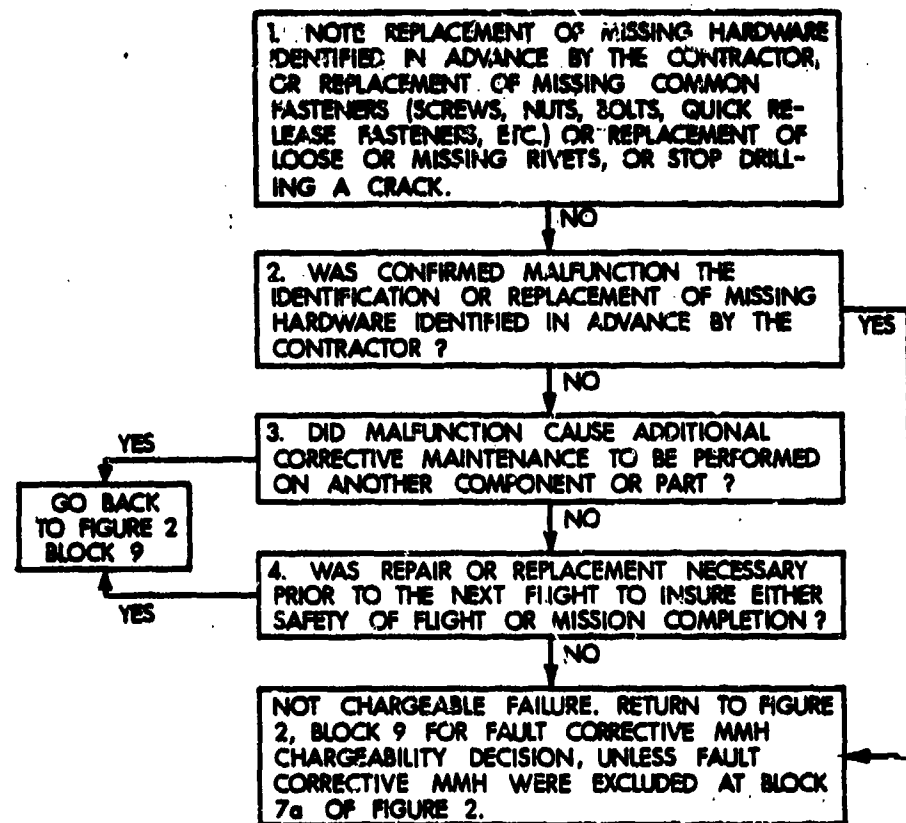 1. NOTE REPLACEMENT OF MISSING HARDWARE
IDENTIFIED IN ADVANCE BY THE CONTRACTOR,
OR REPLACEMENT OF MISSING COMMON
FASTENERS (SCREWS, NUTS, BOLTS, QUICK RE-
LEASE FASTENERS, ETC.) OR REPLACEMENT OF
LOOSE OR MISSING RIVETS, OR STOP DRILL-
ING A CRACK.
NO
2. WAS CONFIRMED MALFUNCTION THE
IDENTIFICATION OR REPLACEMENT OF MISSING
HARDWARE IDENTIFIED IN ADVANCE BY THE
CONTRACTOR ?
YES
NO
3. DID MALFUNCTION CAUSE ADDITIONAL
CORRECTIVE MAINTENANCE TO BE PERFORMED
ON ANOTHER COMPONENT OR PART ?
YES
GO BACK
TO FIGURE 2
BLOCK 9
NO
4. WAS REPAIR OR REPLACEMENT NECESSARY
PRIOR TO THE NEXT FLIGHT TO INSURE EITHER
SAFETY OF FLIGHT OR MISSION COMPLETION ?
YES
NO
NOT CHARGEABLE FAILURE. RETURN TO FIGURE
2, BLOCK 9 FOR FAULT CORRECTIVE MMH
CHARGEABILITY DECISION, UNLESS FAULT
CORRECTIVE MMH WERE EXCLUDED AT BLOCK
7a OF FIGURE 2.